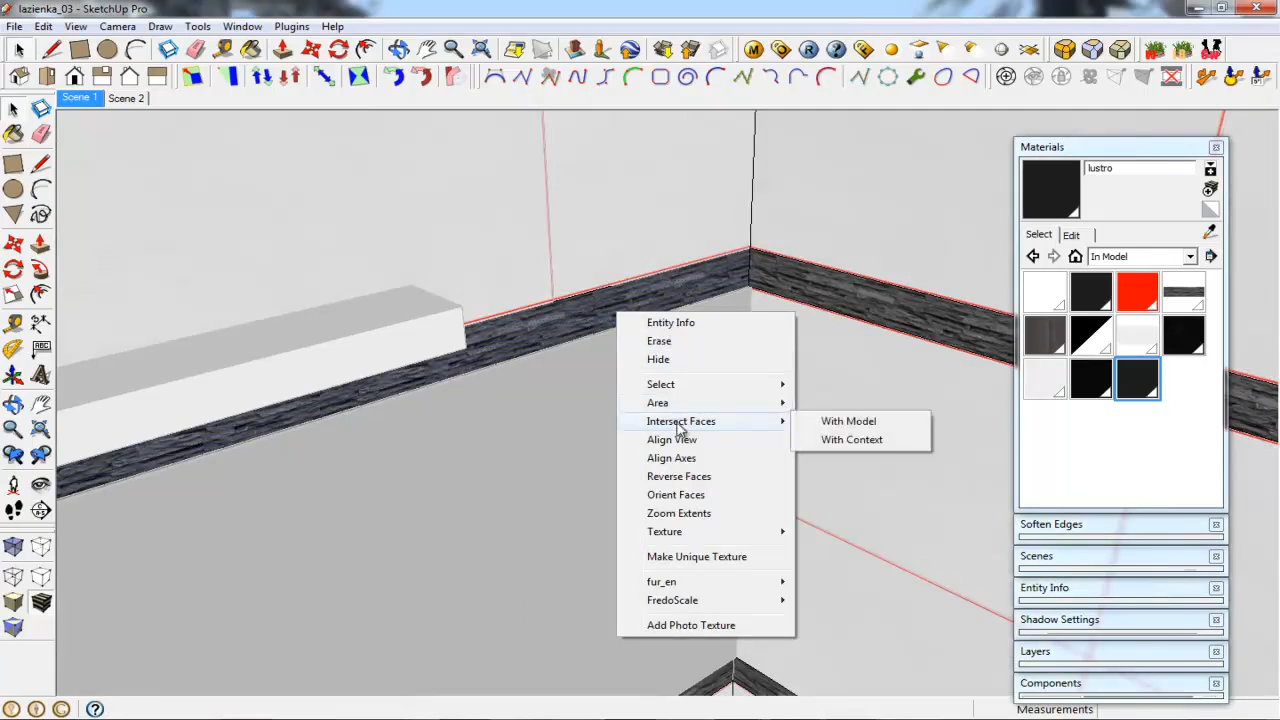 lazienka_03 - SketchUp Pro
File Edit View Camera Draw Tools Window Plugins Help
Scene 1 Scene 2
Materials
lustro
Select Edit
In Model
Entity Info
Erase
Hide
Select
Area
Intersect Faces
With Model
With Context
Align View
Align Axes
Reverse Faces
Orient Faces
Zoom Extents
Texture
Make Unique Texture
fur_en
FredoScale
Add Photo Texture
Soften Edges
Scenes
Entity Info
Shadow Settings
Layers
Components
Measurements